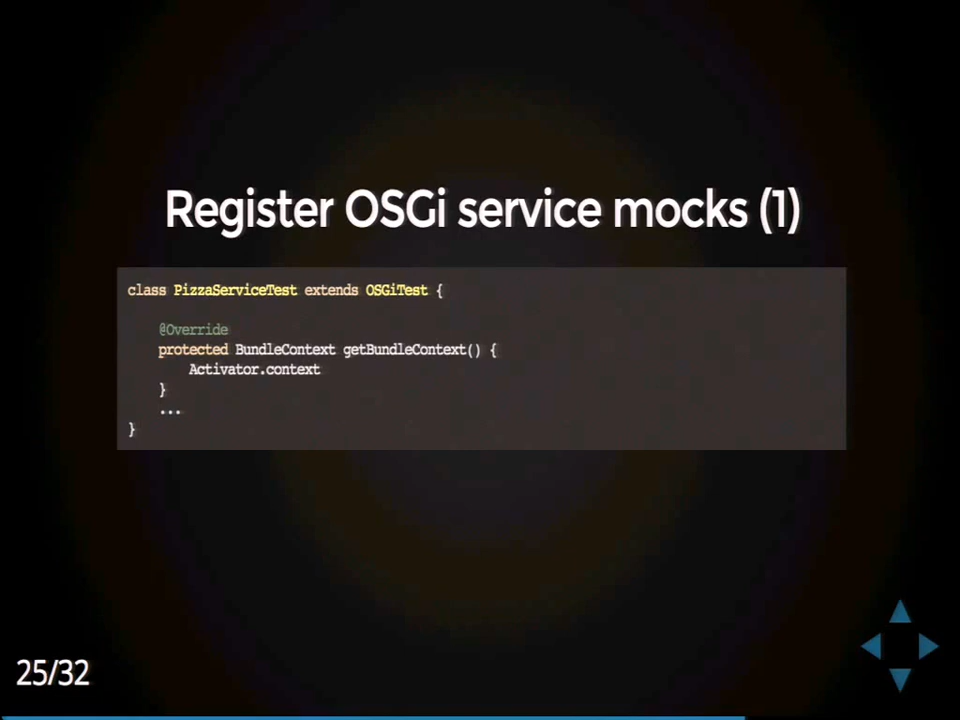 Register OSGi service mocks (1)
class PizzaServiceTest extends OSGiTest {
@Override
protected BundleContext getBundleContext() {
Activator.context
}
...
}
25/32